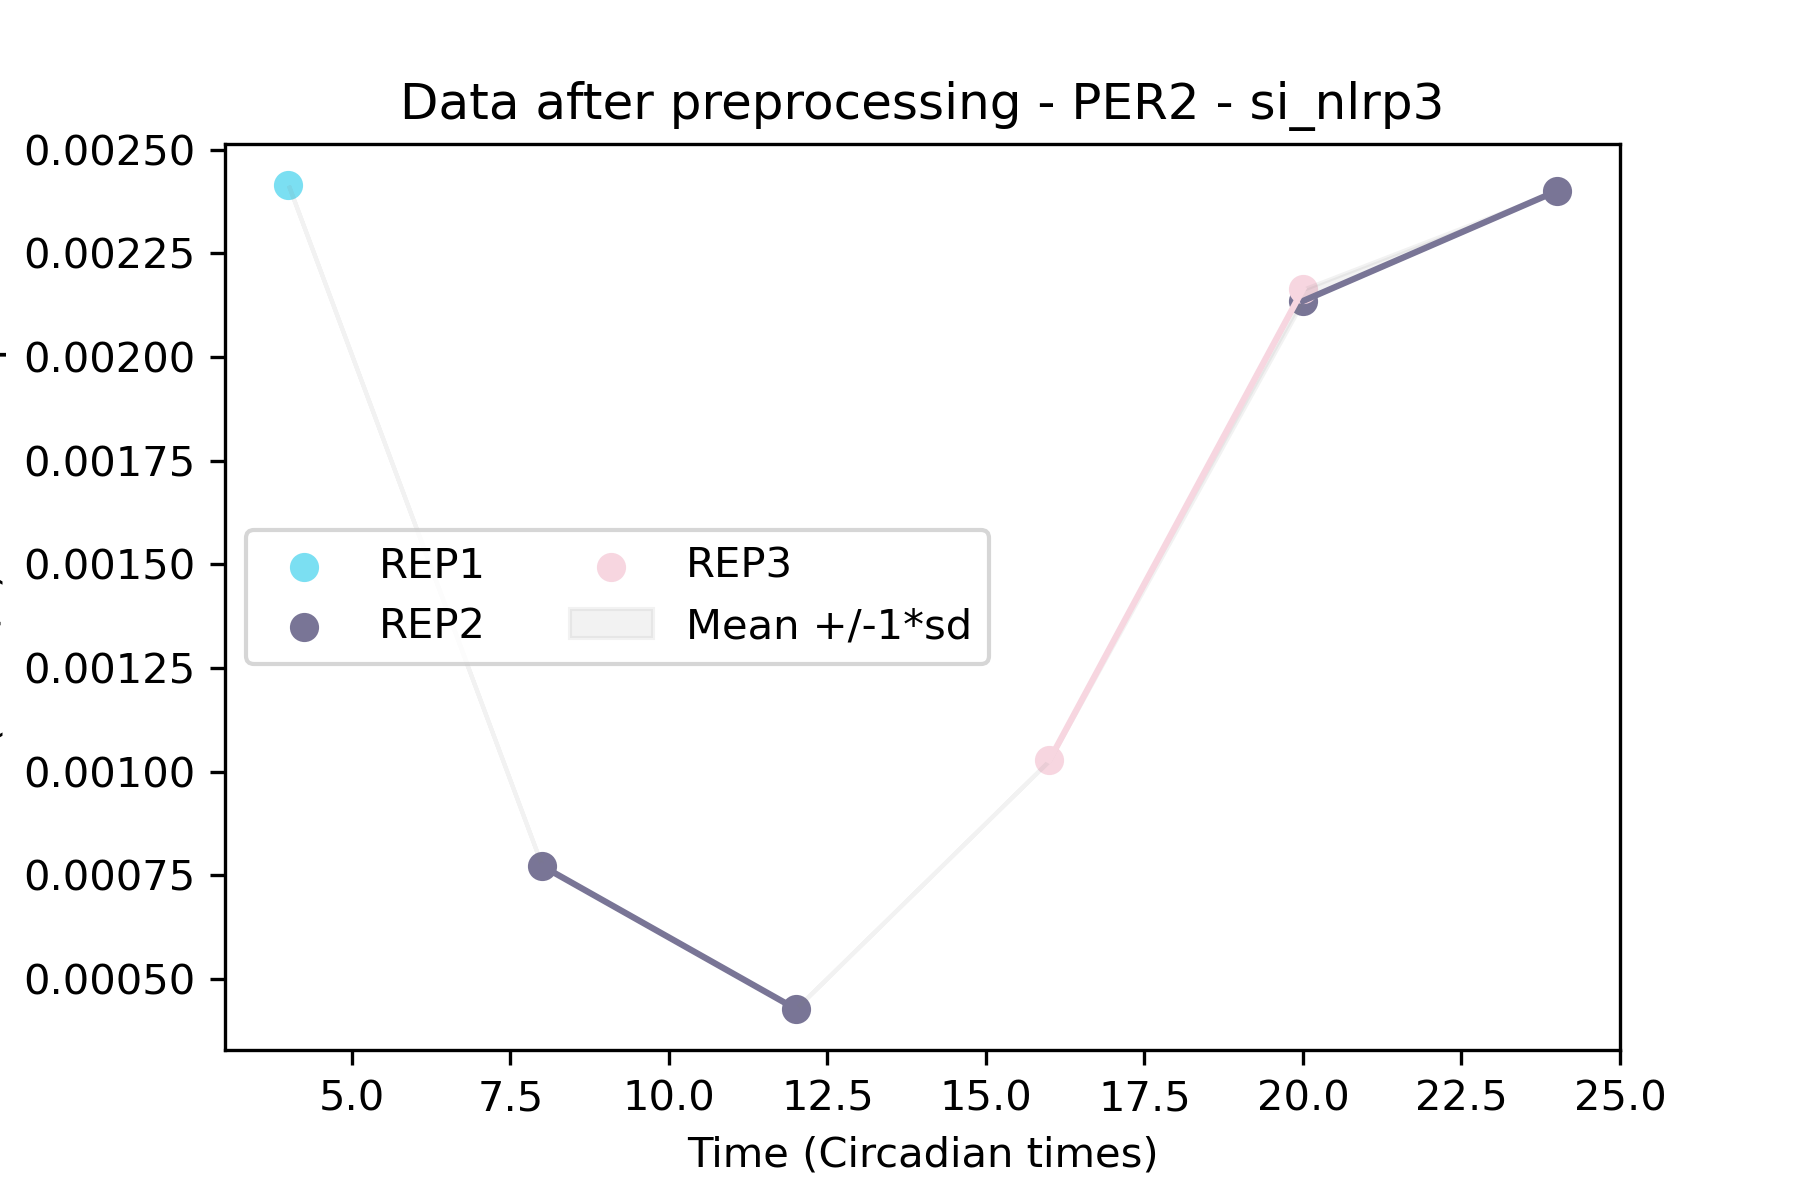 Data after preprocessing - PER2 - si_nlrp3
0.00250
0.00225
0.00200
0.00175
0.00150
0.00125
0.00100
0.00075
0.00050
REP1
REP2
REP3
Mean +/-1*sd
5.0 7.5 10.0 12.5 15.0 17.5 20.0 22.5 25.0
Time (Circadian times)